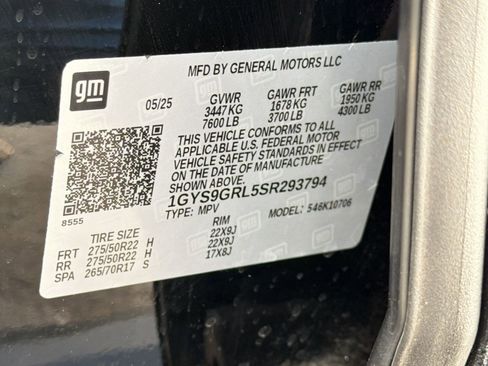 gm
MFD BY GENERAL MOTORS LLC
05/25 GVWR GAWR FRT GAWR RR
3447 KG 1678 KG 1950 KG
7600 LB 3700 LB 4300 LB
THIS VEHICLE CONFORMS TO ALL
APPLICABLE U.S. FEDERAL MOTOR
VEHICLE SAFETY STANDARDS IN EFFECT
ON THE DATE OF MANUFACTURE
SHOWN ABOVE.
1GYS9GRL5SR293794
8555 TYPE: MPV MODEL: 546K10706
TIRE SIZE RIM
FRT 275/50R22 H 22X9J
RR 275/50R22 H 22X9J
SPA 265/70R17 S 17X8J